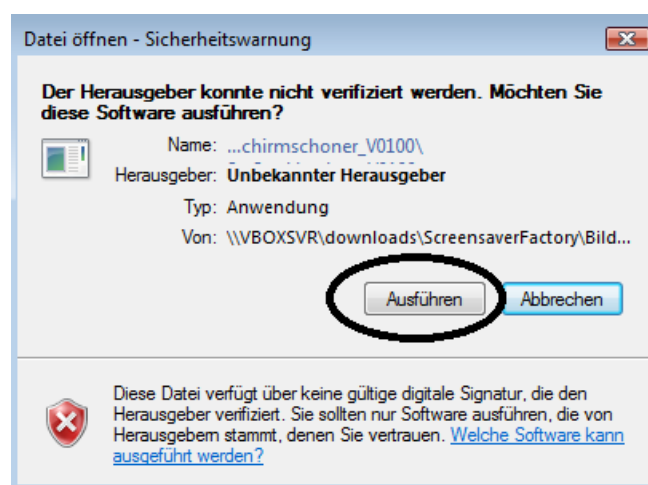 Datei öffnen - Sicherheitswarnung
Der Herausgeber konnte nicht verifiziert werden. Möchten Sie
diese Software ausführen?
Name: ...chirmschoner_V0100\
Herausgeber: Unbekannter Herausgeber
Typ: Anwendung
Von: \\VBOXSVR\downloads\ScreensaverFactory\Bild...
Ausführen Abbrechen
Diese Datei verfügt über keine gültige digitale Signatur, die den
Herausgeber verifiziert. Sie sollten nur Software ausführen, die von
Herausgebern stammt, denen Sie vertrauen. Welche Software kann
ausgeführt werden?